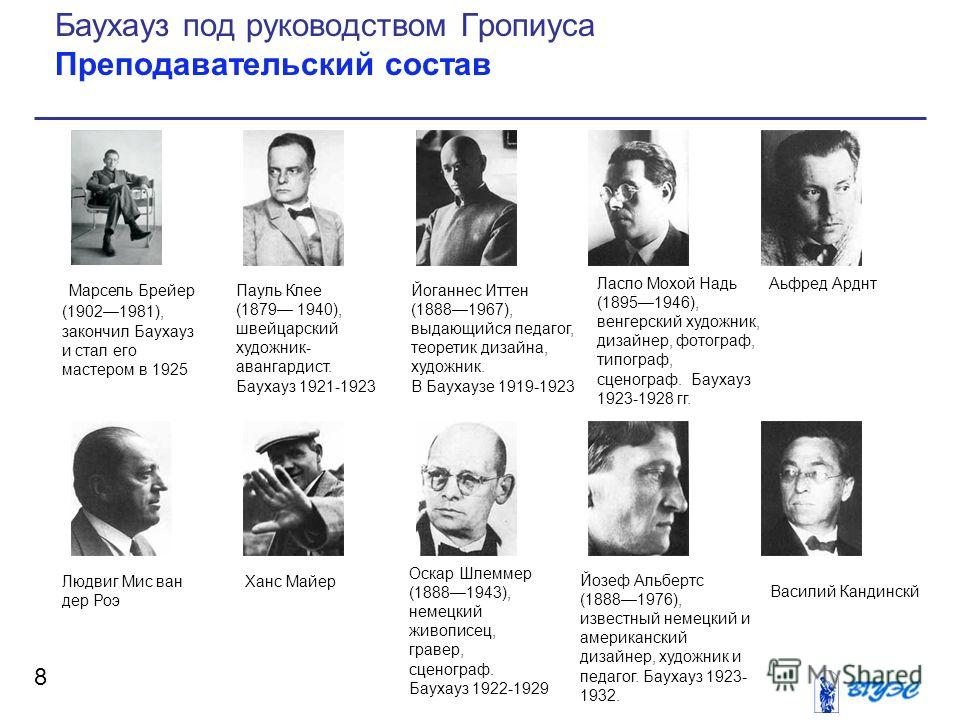 Баухауз под руководством Гропиуса
Преподавательский состав
Марсель Брейер
(1902—1981),
закончил Баухауз
и стал его
мастером в 1925
Пауль Клее
(1879— 1940),
швейцарский
художник-
авангардист.
Баухауз 1921-1923
Йоганнес Иттен
(1888—1967),
выдающийся педагог,
теоретик дизайна,
художник.
В Баухаузе 1919-1923
Ласло Мохой Надь
(1895—1946),
венгерский художник,
дизайнер, фотограф,
типограф,
сценограф. Баухауз
1923-1928 гг.
Аьфред Арднт
Людвиг Мис ван
дер Роэ
Ханс Майер
Оскар Шлеммер
(1888—1943),
немецкий
живописец,
гравер,
сценограф.
Баухауз 1922-1929
Йозеф Альбертс
(1888—1976),
известный немецкий и
американский
дизайнер, художник и
педагог. Баухауз 1923-
1932.
Василий Кандинскй
8
ВГУЭС
MyShared